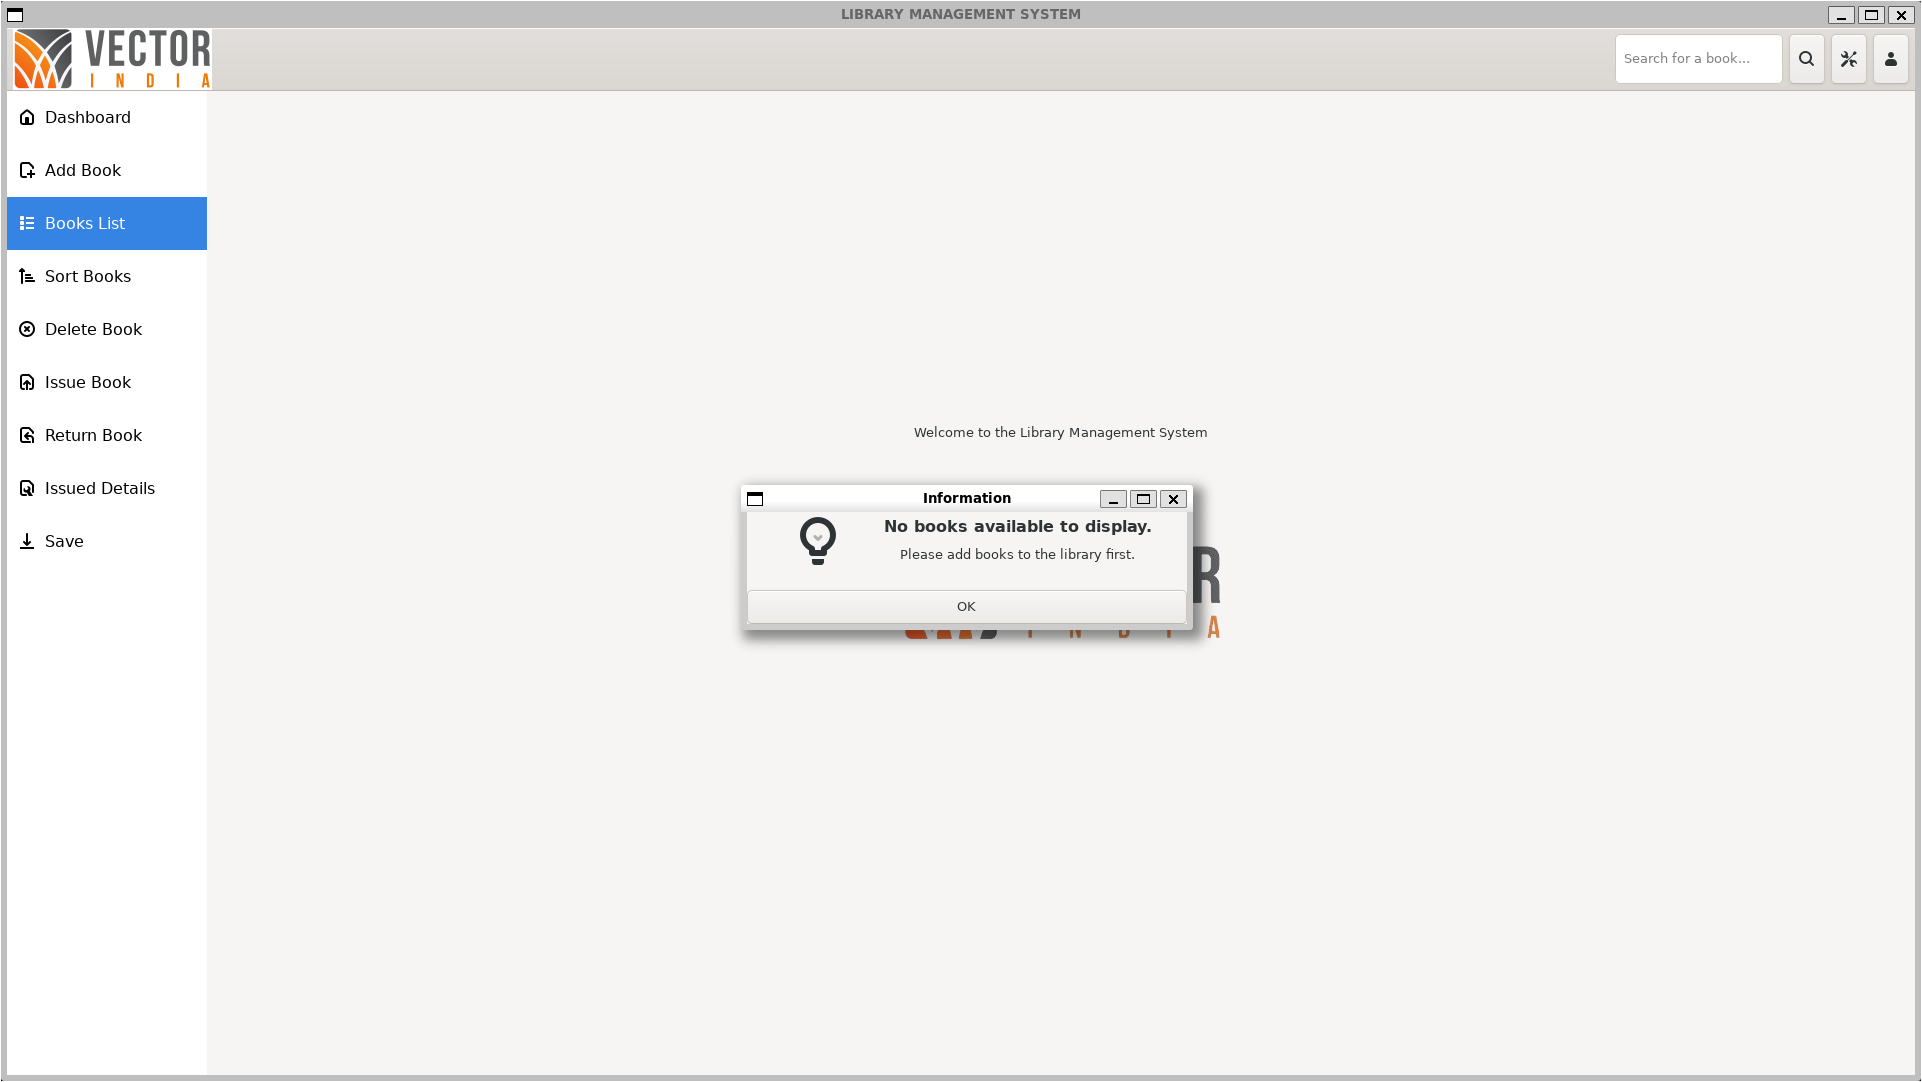 LIBRARY MANAGEMENT SYSTEM
VECTOR
INDIA
Search for a book...
Dashboard
Add Book
Books List
Sort Books
Delete Book
Issue Book
Return Book
Issued Details
Save
Welcome to the Library Management System
Information
No books available to display.
Please add books to the library first.
OK
R
I N D I A